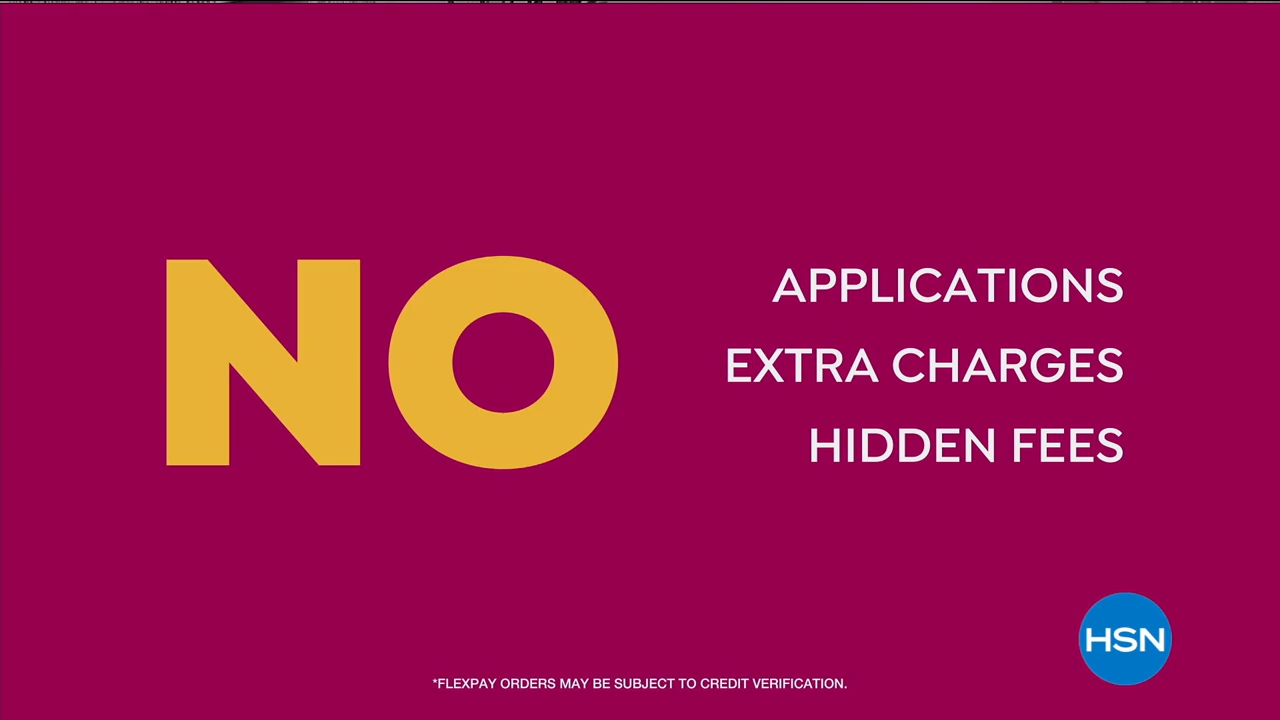 NO
APPLICATIONS
EXTRA CHARGES
HIDDEN FEES
HSN
*FLEXPAY ORDERS MAY BE SUBJECT TO CREDIT VERIFICATION.